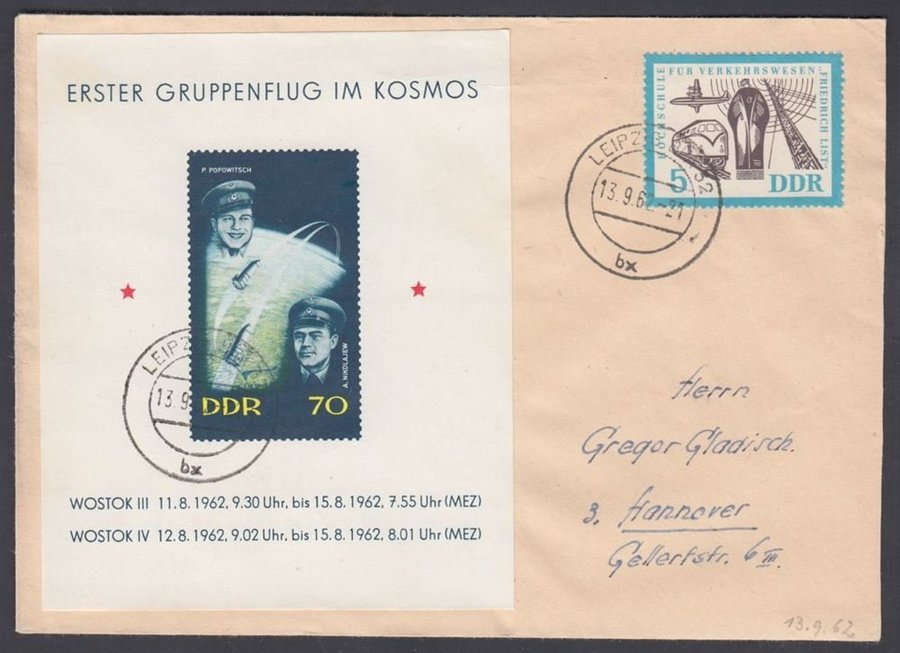 ERSTER GRUPPENFLUG IM KOSMOS
P. POPOWITSCH
A. NIKOLAJEW
DDR 70
LEIPZ
13.9
bx
WOSTOK III 11.8.1962, 9.30 Uhr, bis 15.8.1962, 7.55 Uhr (MEZ)
WOSTOK IV 12.8.1962, 9.02 Uhr, bis 15.8.1962, 8.01 Uhr (MEZ)
HOCHSCHULE FÜR VERKEHRSWESEN „FRIEDRICH LIST“
5 DDR
LEIPZ
13.9.62-21
bx
Herrn
Gregor Gladisch.
3. Hannover
Gellertstr. 6 III.
13.9.62